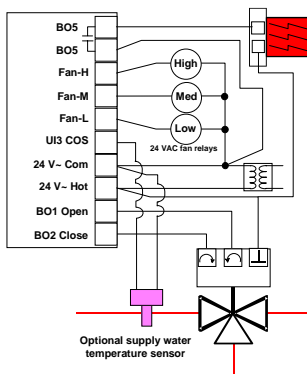 BO5
BO5
Fan-H
High
Fan-M
Med
Fan-L
Low
UI3 COS
24 VAC fan relays
24 V~ Com
24 V~ Hot
BO1 Open
BO2 Close
Optional supply water
temperature sensor